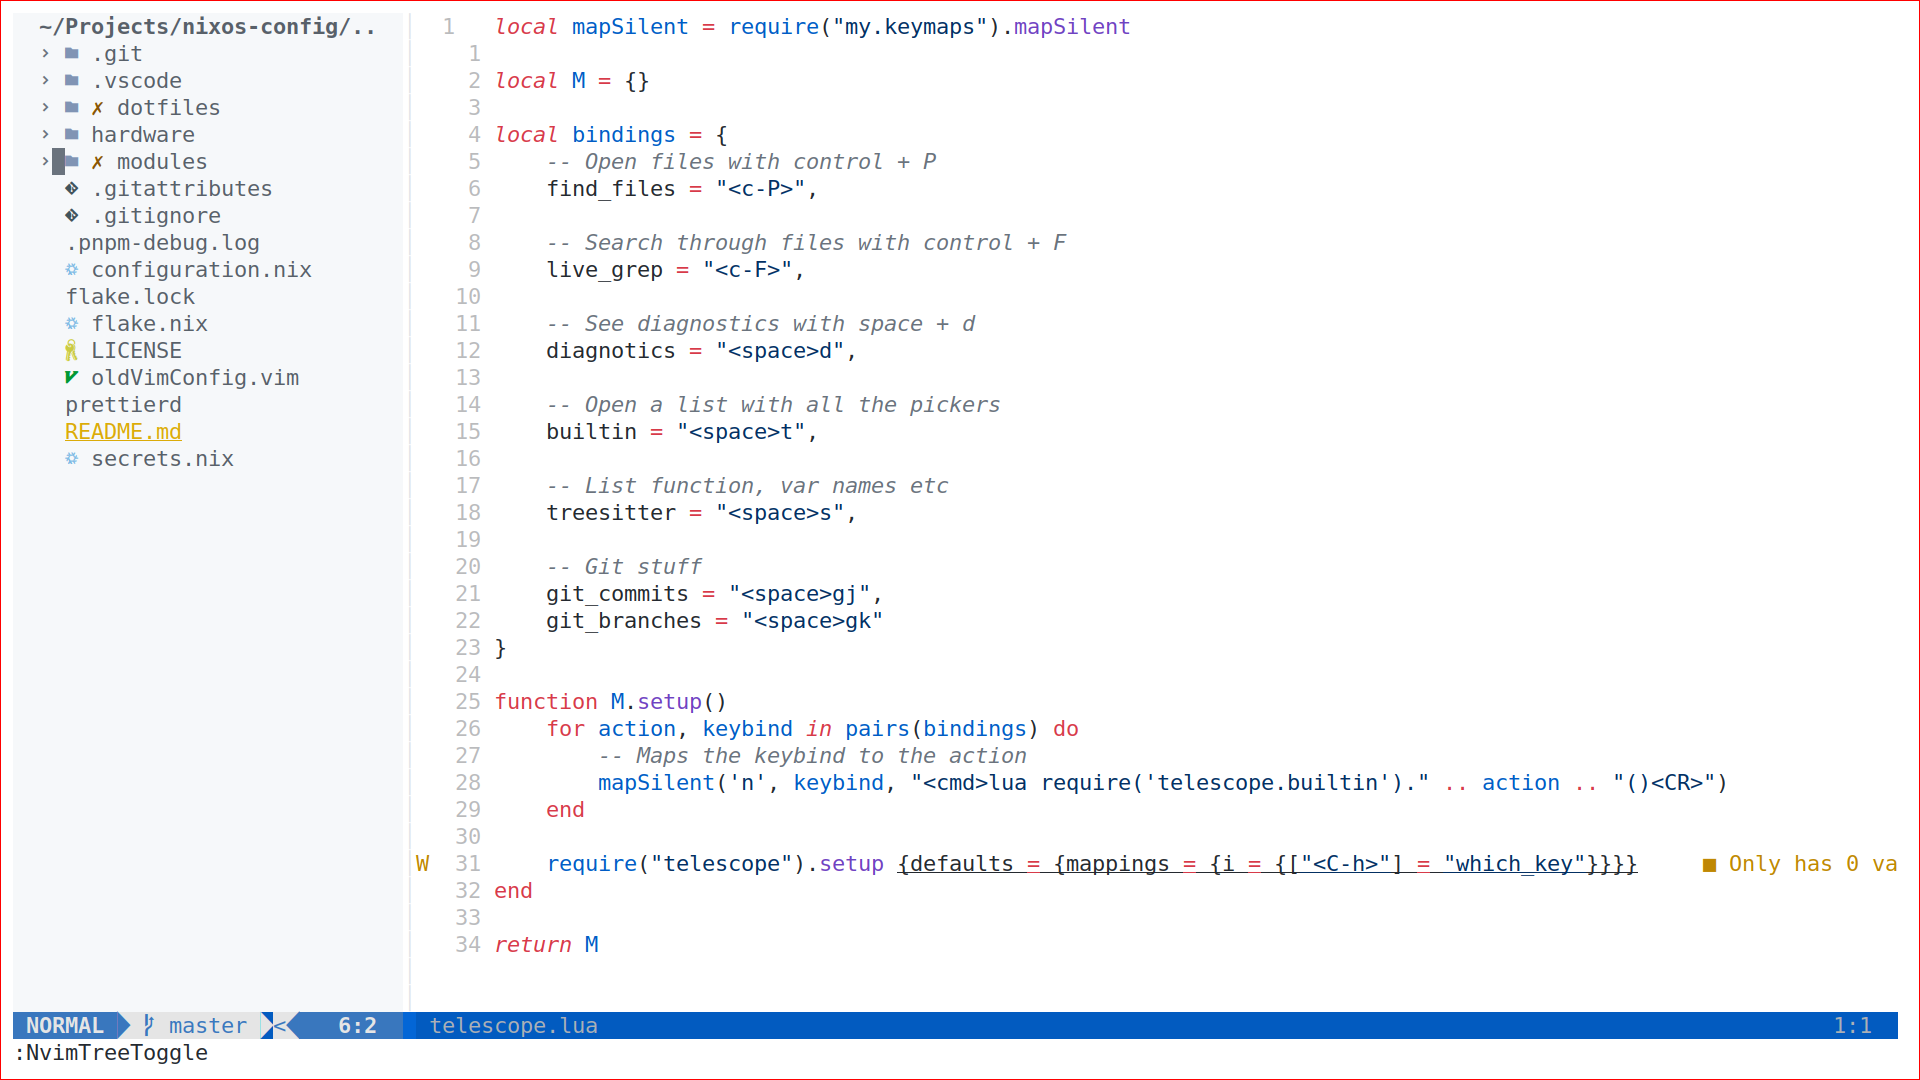 ~/Projects/nixos-config/..
.git
.vscode
✗ dotfiles
hardware
✗ modules
.gitattributes
.gitignore
.pnpm-debug.log
configuration.nix
flake.lock
flake.nix
LICENSE
oldVimConfig.vim
prettierd
README.md
secrets.nix
1 local mapSilent = require("my.keymaps").mapSilent
1
2 local M = {}
3
4 local bindings = {
5     -- Open files with control + P
6     find_files = "<c-P>",
7
8     -- Search through files with control + F
9     live_grep = "<c-F>",
10
11     -- See diagnostics with space + d
12     diagnotics = "<space>d",
13
14     -- Open a list with all the pickers
15     builtin = "<space>t",
16
17     -- List function, var names etc
18     treesitter = "<space>s",
19
20     -- Git stuff
21     git_commits = "<space>gj",
22     git_branches = "<space>gk"
23 }
24
25 function M.setup()
26     for action, keybind in pairs(bindings) do
27         -- Maps the keybind to the action
28         mapSilent('n', keybind, "<cmd>lua require('telescope.builtin')." .. action .. "()<CR>")
29     end
30
W 31     require("telescope").setup {defaults = {mappings = {i = {["<C-h>"] = "which_key"}}}}     ■ Only has 0 va
32 end
33
34 return M
NORMAL master < 6:2 telescope.lua 1:1
:NvimTreeToggle